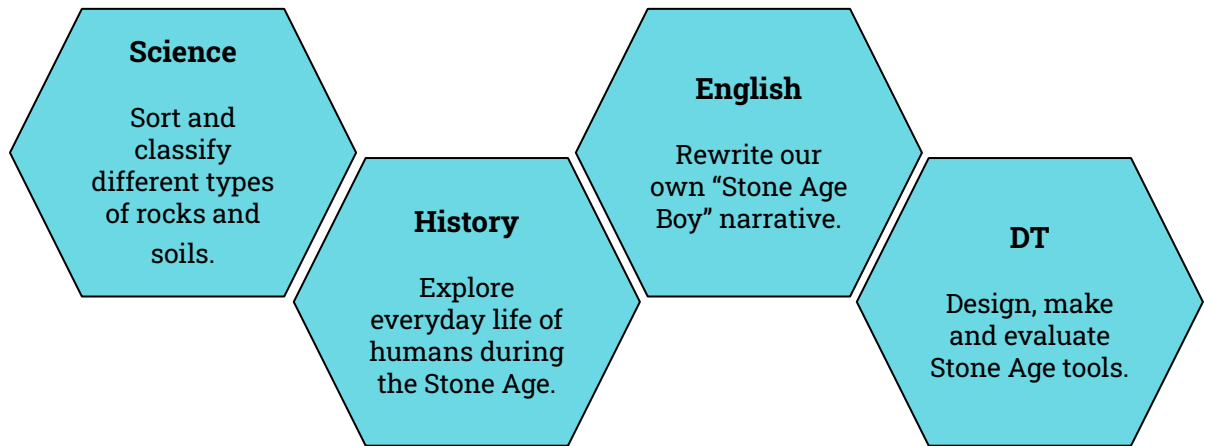 Science
Sort and
classify
different types
of rocks and
soils.
History
Explore
everyday life of
humans during
the Stone Age.
English
Rewrite our
own “Stone Age
Boy” narrative.
DT
Design, make
and evaluate
Stone Age tools.